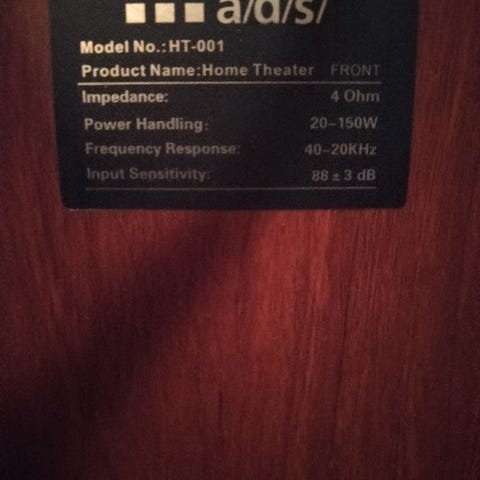 a/d/s/
Model No.:HT-001
Product Name:Home Theater FRONT
Impedance: 4 Ohm
Power Handling: 20-150W
Frequency Response: 40-20KHz
Input Sensitivity: 88 ± 3 dB